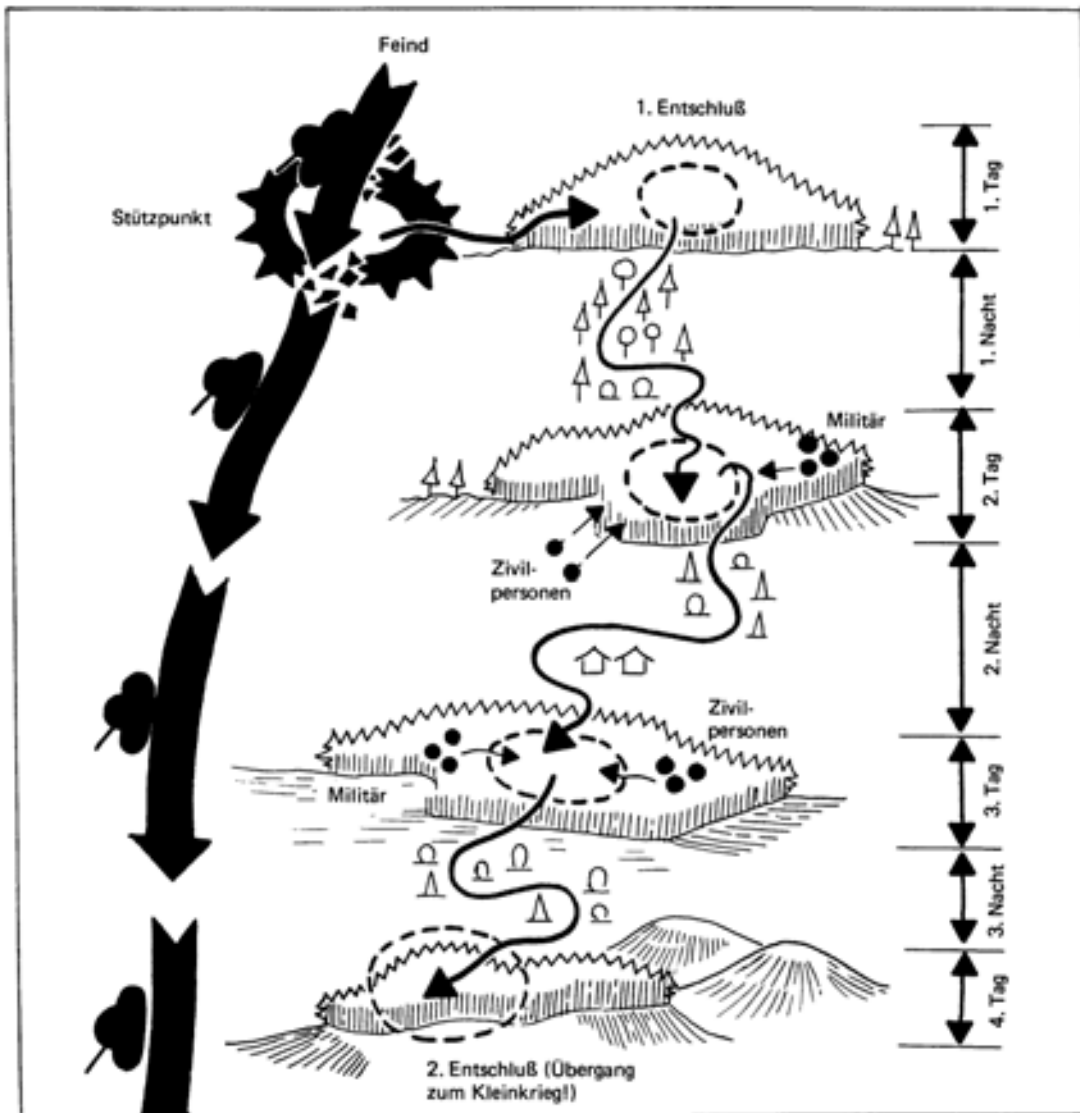 Feind
1. Entschluß
Stützpunkt
1. Tag
1. Nacht
Militär
2. Tag
Zivil-
personen
2. Nacht
Zivil-
personen
Militär
3. Tag
3. Nacht
4. Tag
2. Entschluß (Übergang
zum Kleinkrieg!)